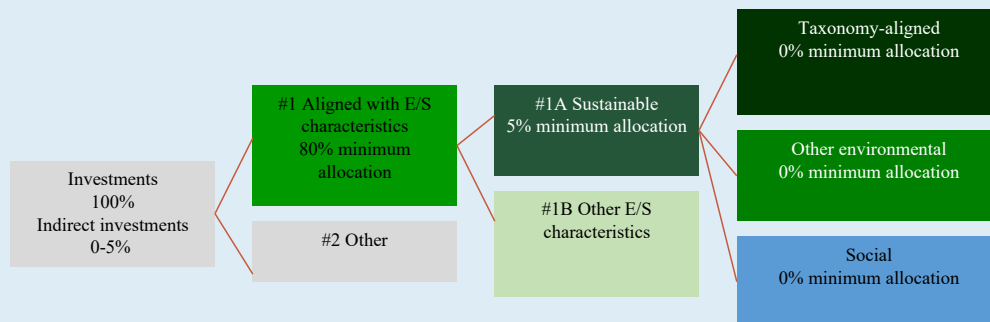 Investments
100%
Indirect investments
0-5%
#1 Aligned with E/S
characteristics
80% minimum
allocation
#2 Other
#1A Sustainable
5% minimum allocation
#1B Other E/S
characteristics
Taxonomy-aligned
0% minimum allocation
Other environmental
0% minimum allocation
Social
0% minimum allocation